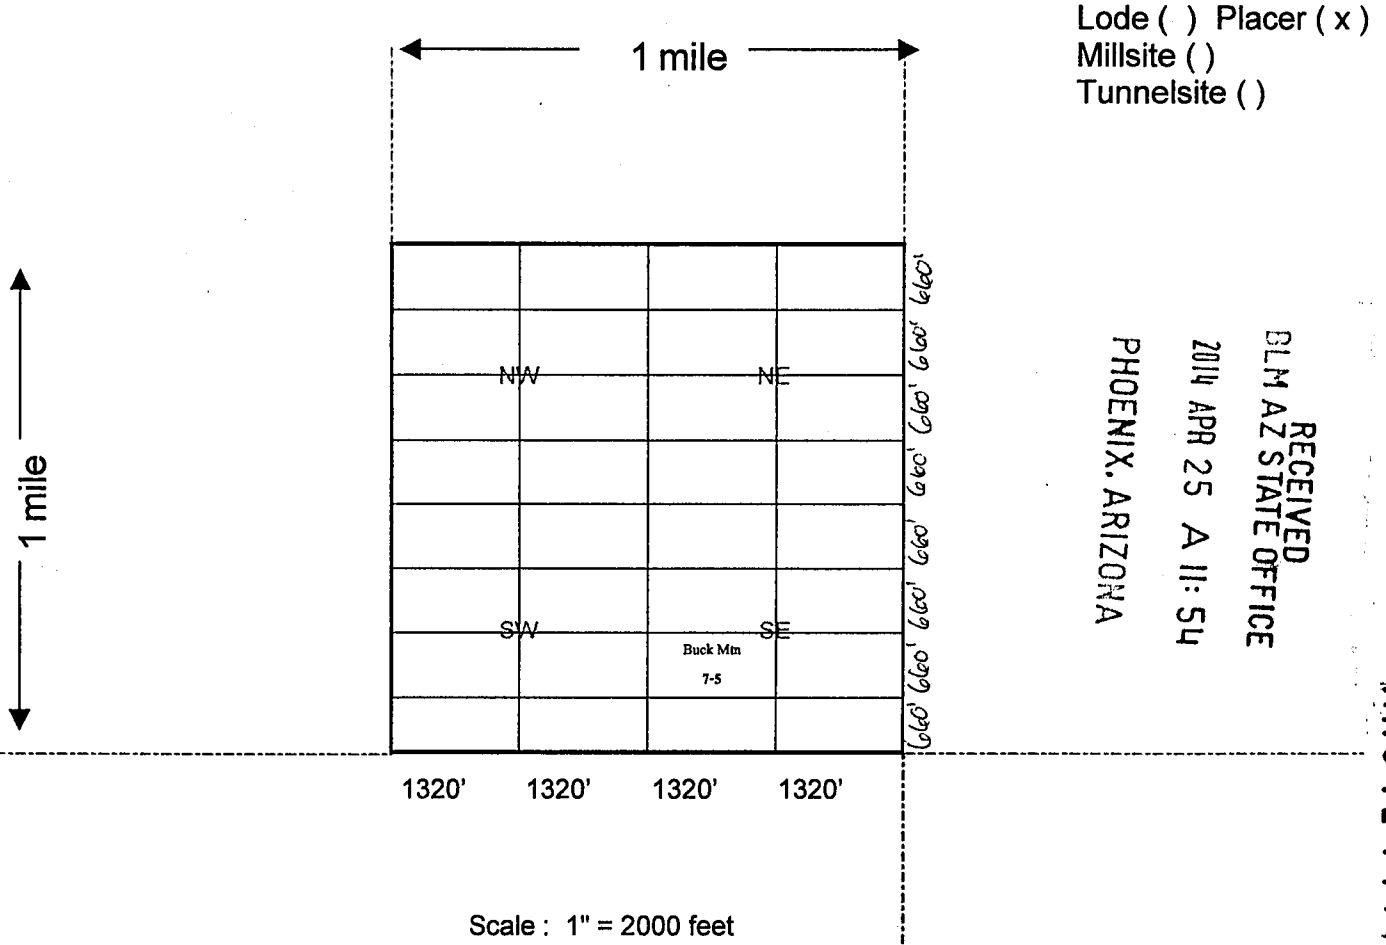 Lode ( ) Placer ( x )
Millsite ( )
Tunnelsite ( )
1 mile
1 mile
NW
NE
SW
SE
Buck Mtn
7-5
660'
660'
660'
660'
660'
660'
660'
660'
1320'
1320'
1320'
1320'
RECEIVED
BLM AZ STATE OFFICE
2014 APR 25 A 11: 54
PHOENIX, ARIZONA
Scale : 1" = 2000 feet